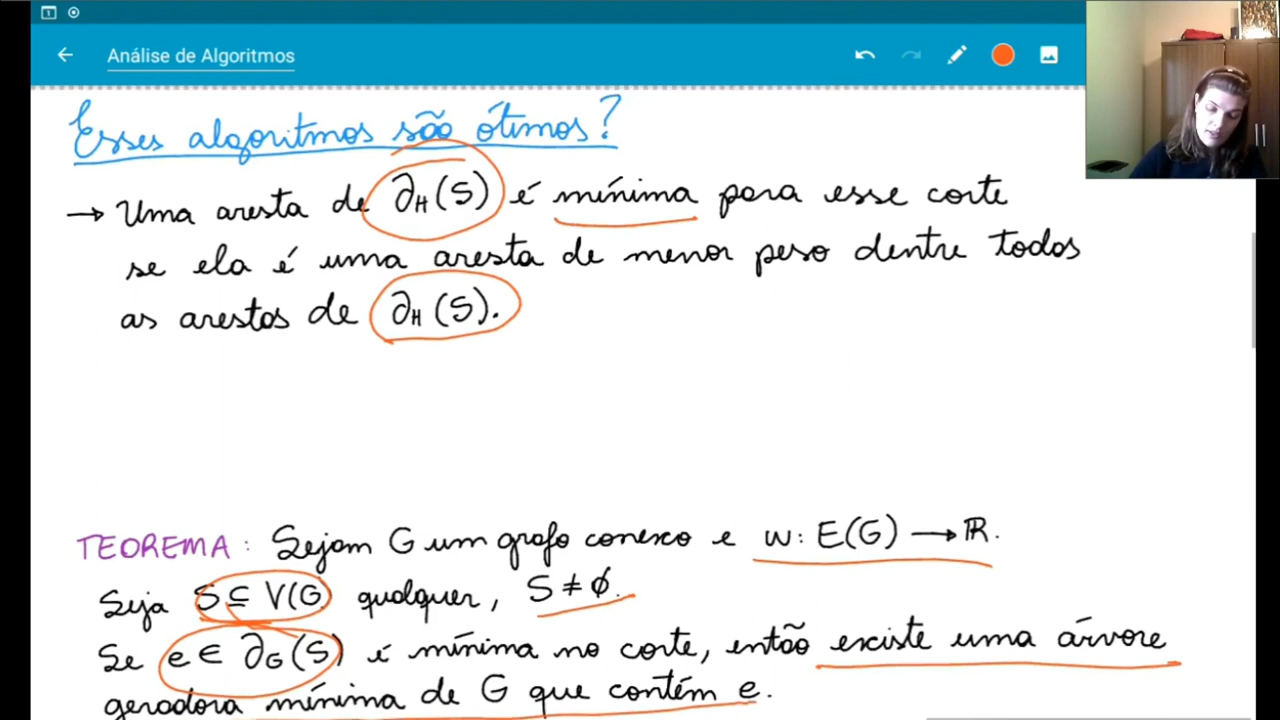 Análise de Algoritmos
Esses algoritmos são ótimos?
→ Uma aresta de ∂H(S) é mínima para esse corte
se ela é uma aresta de menor peso dentre todas
as arestas de ∂H(S).
TEOREMA: Sejam G um grafo conexo e w: E(G) → ℝ.
Seja S ⊆ V(G) qualquer, S ≠ ∅.
Se e ∈ ∂G(S) é mínima no corte, então existe uma árvore
geradora mínima de G que contém e.